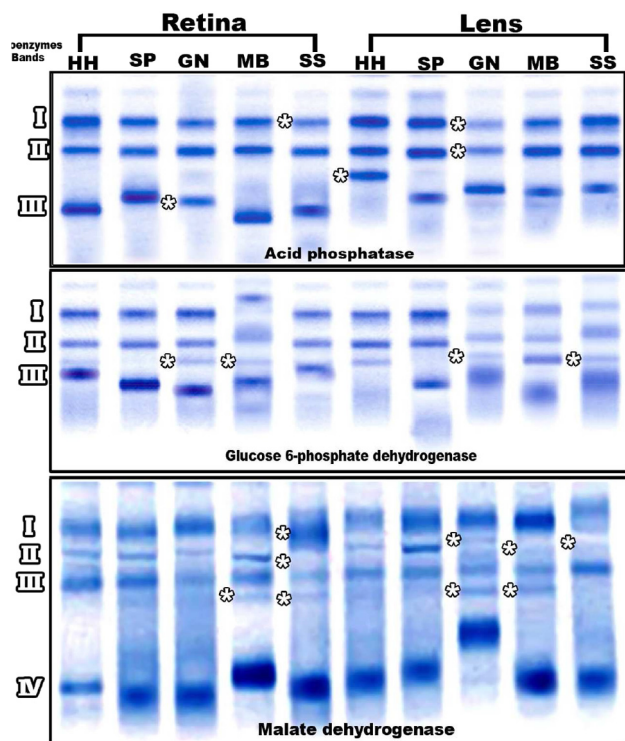 Retina Lens
oenzymes
Bands
HH SP GN MB SS HH SP GN MB SS
I
II
III
Acid phosphatase
I
II
III
Glucose 6-phosphate dehydrogenase
I
II
III
IV
Malate dehydrogenase